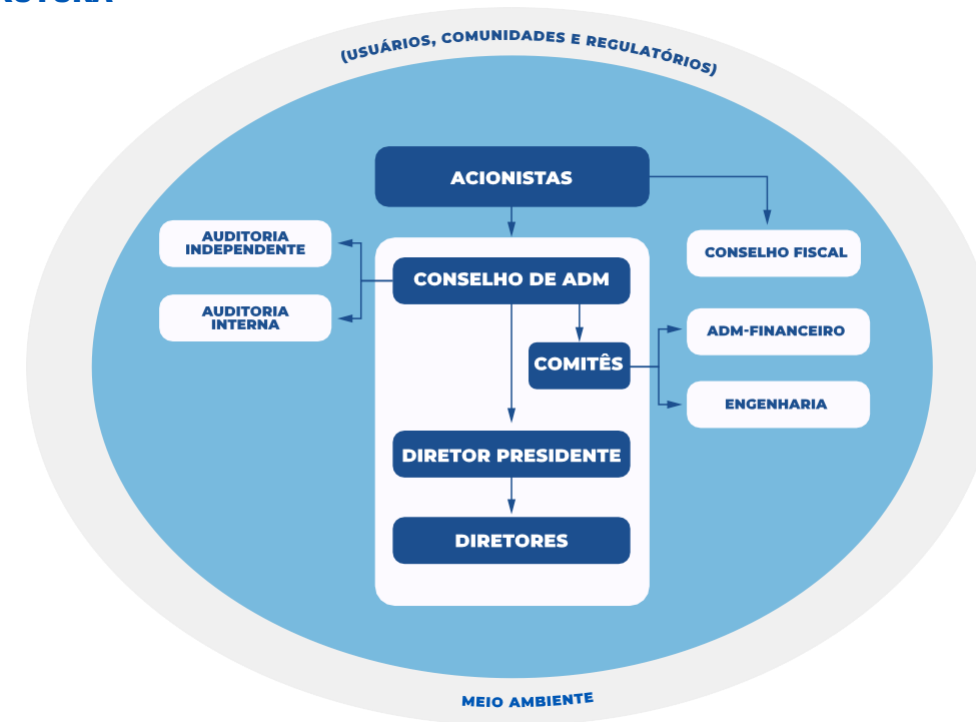 (USUÁRIOS, COMUNIDADES E REGULATÓRIOS)
ACIONISTAS
AUDITORIA
INDEPENDENTE
CONSELHO FISCAL
CONSELHO DE ADM
AUDITORIA
INTERNA
ADM-FINANCEIRO
COMITÊS
ENGENHARIA
DIRETOR PRESIDENTE
DIRETORES
MEIO AMBIENTE